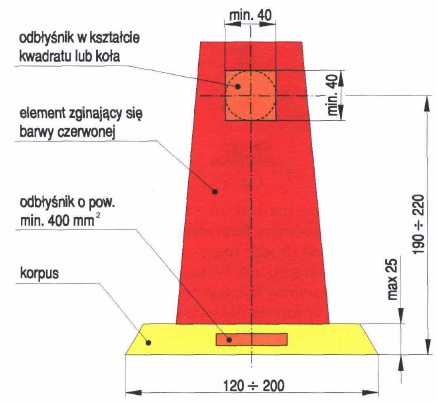 min. 40
odbłyśnik w kształcie
kwadratu lub koła
min. 40
element zginający się
barwy czerwonej
odbłyśnik o pow.
min. 400 mm²
190 ÷ 220
korpus
max 25
120 ÷ 200